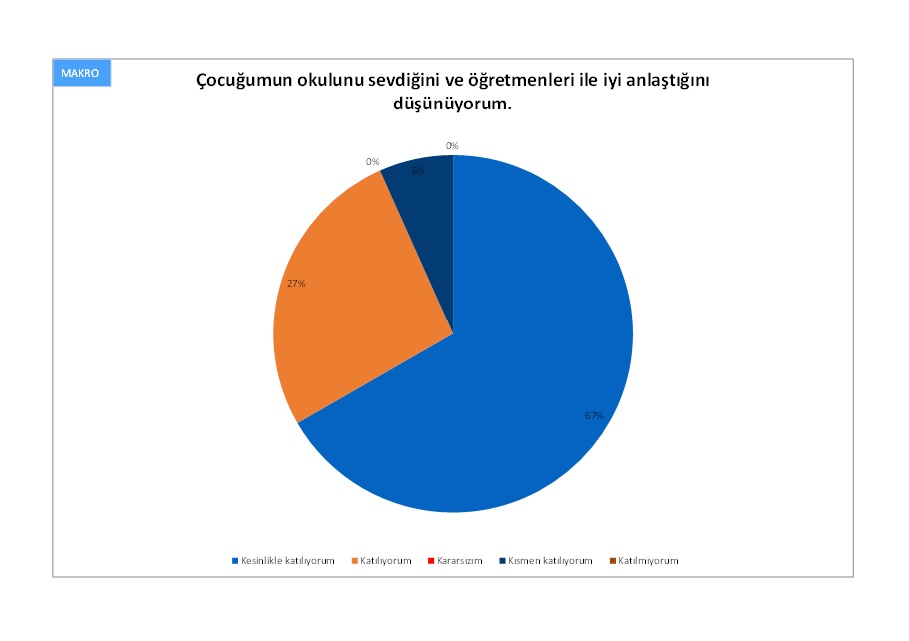 MAKRO
Çocuğumun okulunu sevdiğini ve öğretmenleri ile iyi anlaştığını
düşünüyorum.
0%
0%
6%
27%
67%
Kesinlikle katılıyorum Katılıyorum Kararsızım Kısmen katılıyorum Katılmıyorum